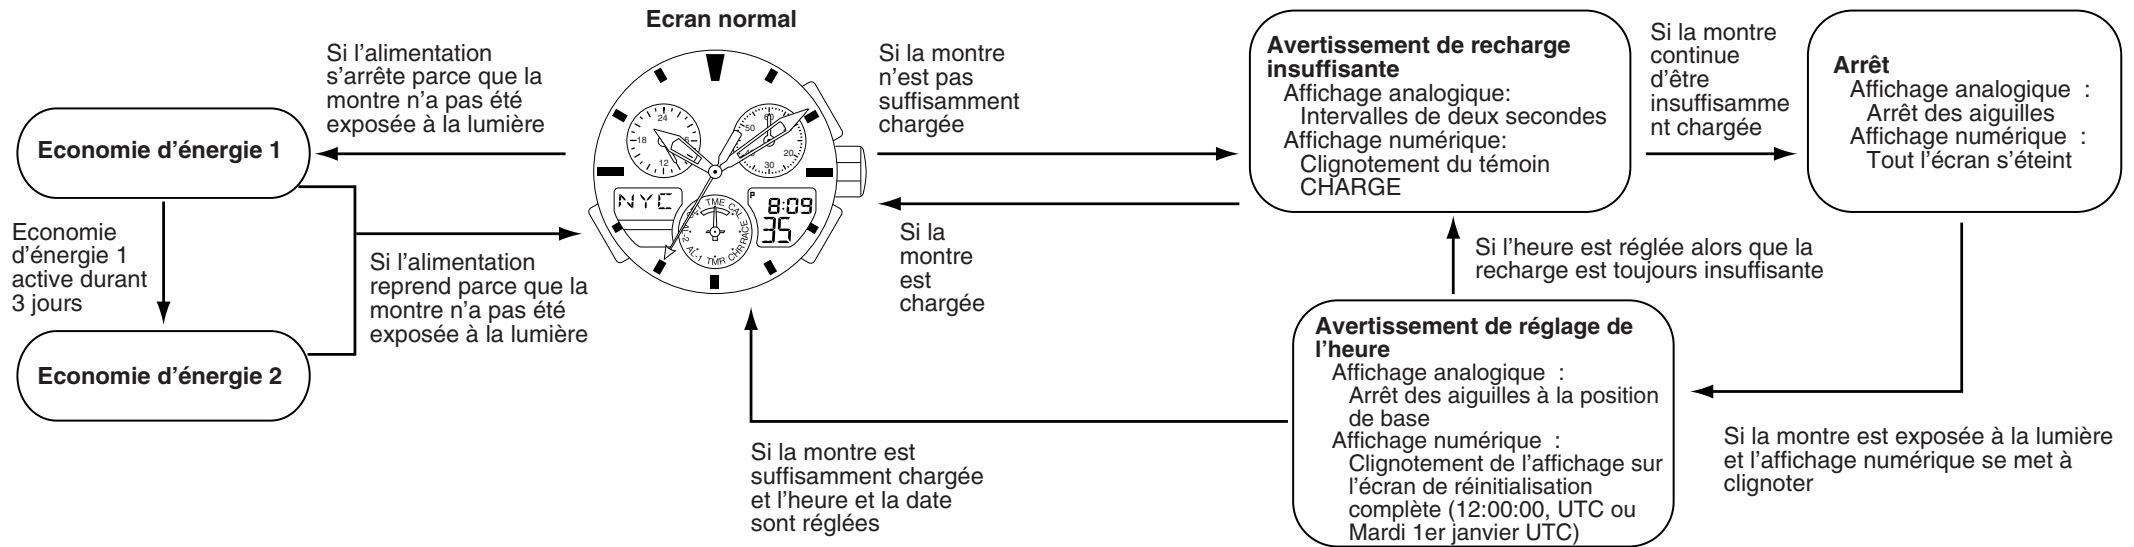 Ecran normal
Si l'alimentation
s'arrête parce que la
montre n'a pas été
exposée à la lumière
Economie d'énergie 1
Economie
d'énergie 1
active durant
3 jours
Economie d'énergie 2
Si l'alimentation
reprend parce que la
montre n'a pas été
exposée à la lumière
24
18
6
12
60
50
20
30
NYC
P 8:09
35
TME CAL RACE CHR TMR AL-1 AL-2
Si la montre
n'est pas
suffisamment
chargée
Si la
montre
est
chargée
Avertissement de recharge
insuffisante
Affichage analogique:
Intervalles de deux secondes
Affichage numérique:
Clignotement du témoin
CHARGE
Si la montre
continue
d'être
insuffisamme
nt chargée
Arrêt
Affichage analogique :
Arrêt des aiguilles
Affichage numérique :
Tout l'écran s'éteint
Si l'heure est réglée alors que la
recharge est toujours insuffisante
Avertissement de réglage de
l'heure
Affichage analogique :
Arrêt des aiguilles à la position
de base
Affichage numérique :
Clignotement de l'affichage sur
l'écran de réinitialisation
complète (12:00:00, UTC ou
Mardi 1er janvier UTC)
Si la montre est exposée à la lumière
et l'affichage numérique se met à
clignoter
Si la montre est
suffisamment chargée
et l'heure et la date
sont réglées